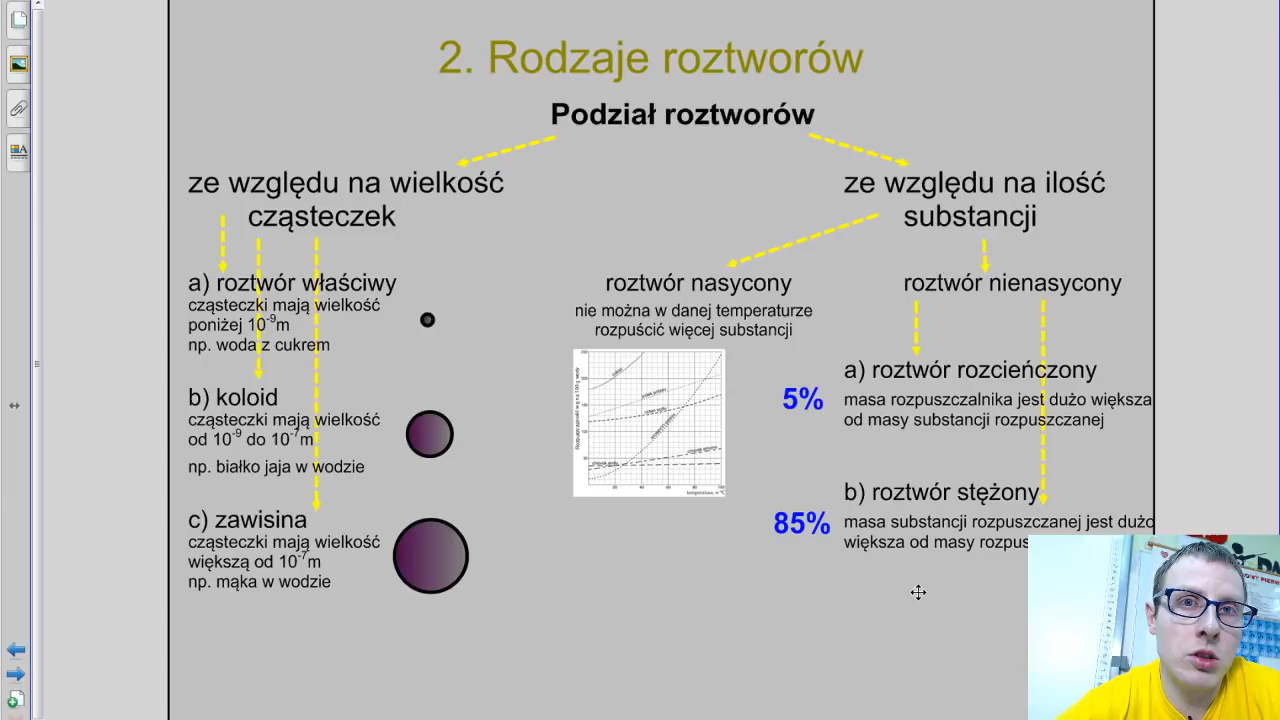 2. Rodzaje roztworów
Podział roztworów
ze względu na wielkość
cząsteczek
a) roztwór właściwy
cząsteczki mają wielkość
poniżej 10⁻⁹m
np. woda z cukrem
b) koloid
cząsteczki mają wielkość
od 10⁻⁹ do 10⁻⁷m
np. białko jaja w wodzie
c) zawisina
cząsteczki mają wielkość
większą od 10⁻⁷m
np. mąka w wodzie
ze względu na ilość
substancji
roztwór nasycony
nie można w danej temperaturze
rozpuścić więcej substancji
roztwór nienasycony
a) roztwór rozcieńczony
5%
masa rozpuszczalnika jest dużo większa
od masy substancji rozpuszczanej
b) roztwór stężony
85%
masa substancji rozpuszczanej jest dużo
większa od masy